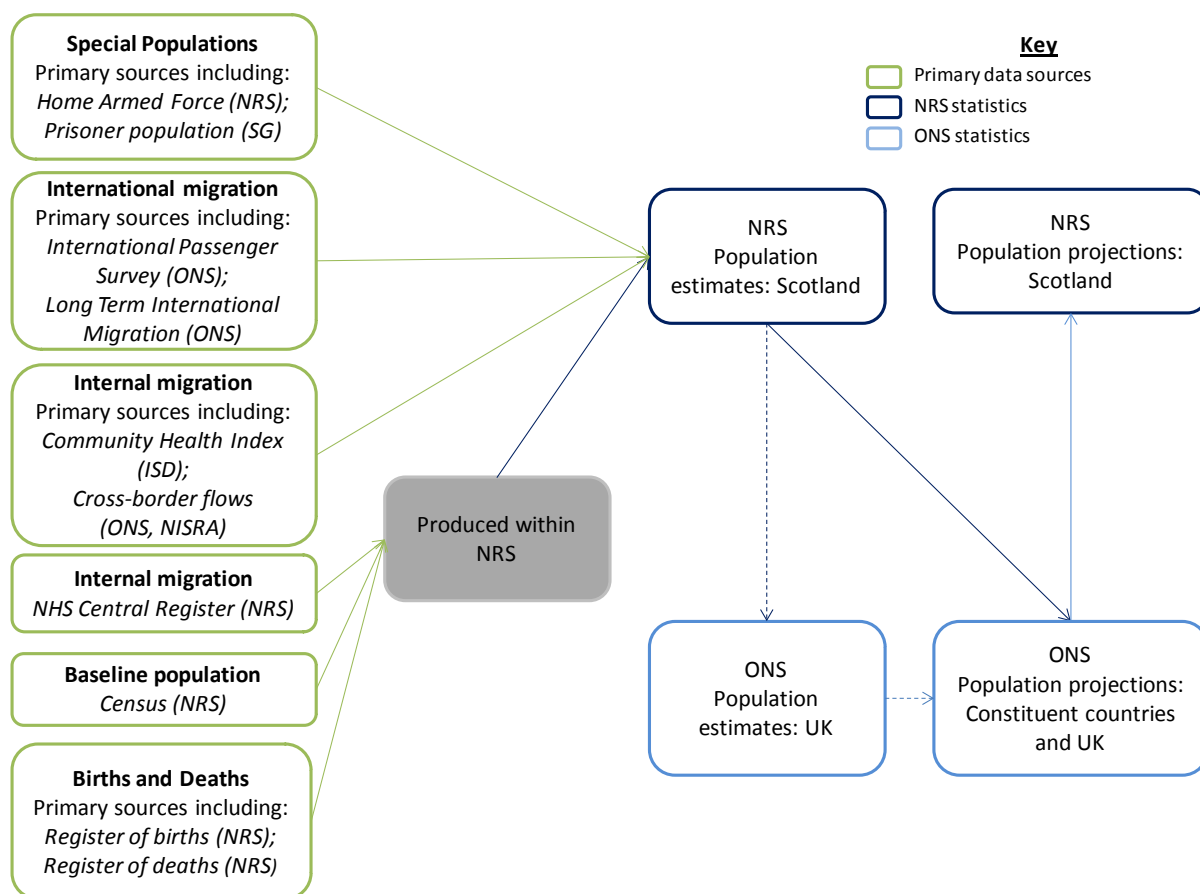 Special Populations
Primary sources including:
Home Armed Force (NRS);
Prisoner population (SG)
International migration
Primary sources including:
International Passenger
Survey (ONS);
Long Term International
Migration (ONS)
Internal migration
Primary sources including:
Community Health Index
(ISD);
Cross-border flows
(ONS, NISRA)
Internal migration
NHS Central Register (NRS)
Baseline population
Census (NRS)
Births and Deaths
Primary sources including:
Register of births (NRS);
Register of deaths (NRS)
Produced within
NRS
Key
Primary data sources
NRS statistics
ONS statistics
NRS
Population
estimates: Scotland
NRS
Population projections:
Scotland
ONS
Population
estimates: UK
ONS
Population projections:
Constituent countries
and UK